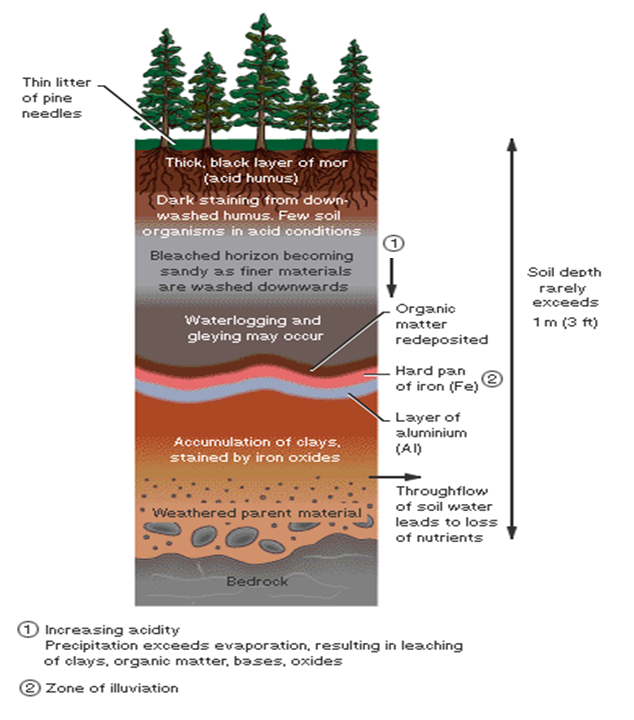 Thin litter
of pine
needles
Thick, black layer of mor
(acid humus)
Dark staining from down-
washed humus. Few soil
organisms in acid conditions
Bleached horizon becoming
sandy as finer materials
are washed downwards
①
Waterlogging and
gleying may occur
Organic
matter
redeposited
Hard pan
of iron (Fe) ②
Layer of
aluminium
(Al)
Accumulation of clays,
stained by iron oxides
Throughflow
of soil water
leads to loss
of nutrients
Weathered parent material
Bedrock
Soil depth
rarely
exceeds
1m (3 ft)
① Increasing acidity
Precipitation exceeds evaporation, resulting in leaching
of clays, organic matter, bases, oxides
② Zone of illuviation